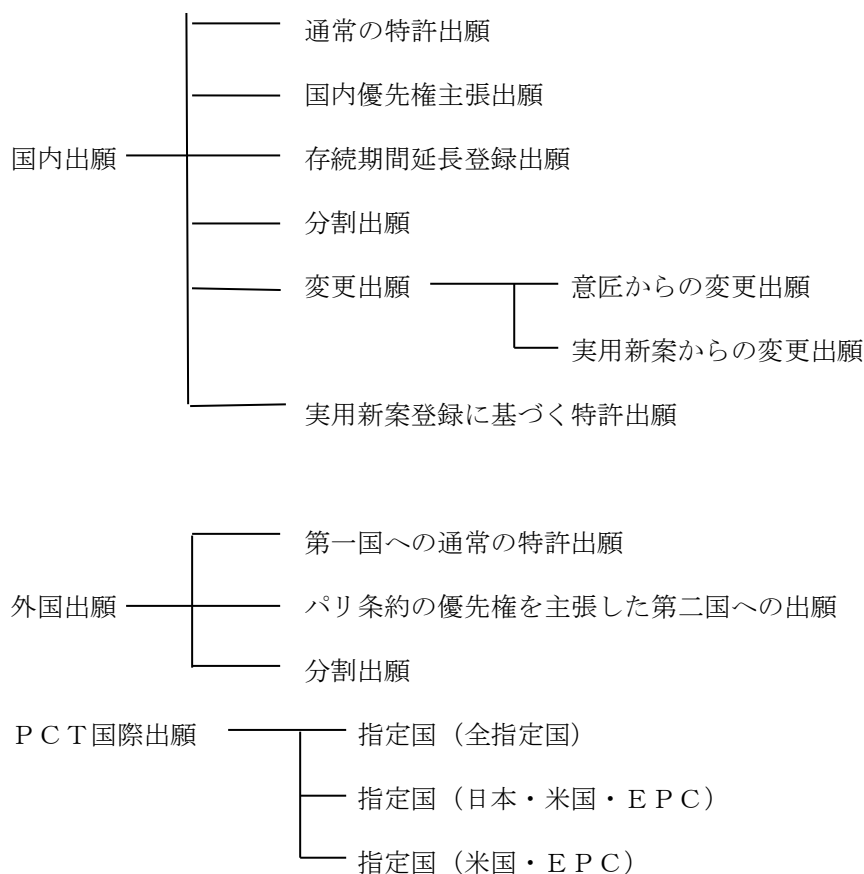 通常の特許出願
国内優先権主張出願
国内出願
存続期間延長登録出願
分割出願
変更出願
意匠からの変更出願
実用新案からの変更出願
実用新案登録に基づく特許出願
第一国への通常の特許出願
外国出願
パリ条約の優先権を主張した第二国への出願
分割出願
ＰＣＴ国際出願
指定国（全指定国）
指定国（日本・米国・ＥＰＣ）
指定国（米国・ＥＰＣ）